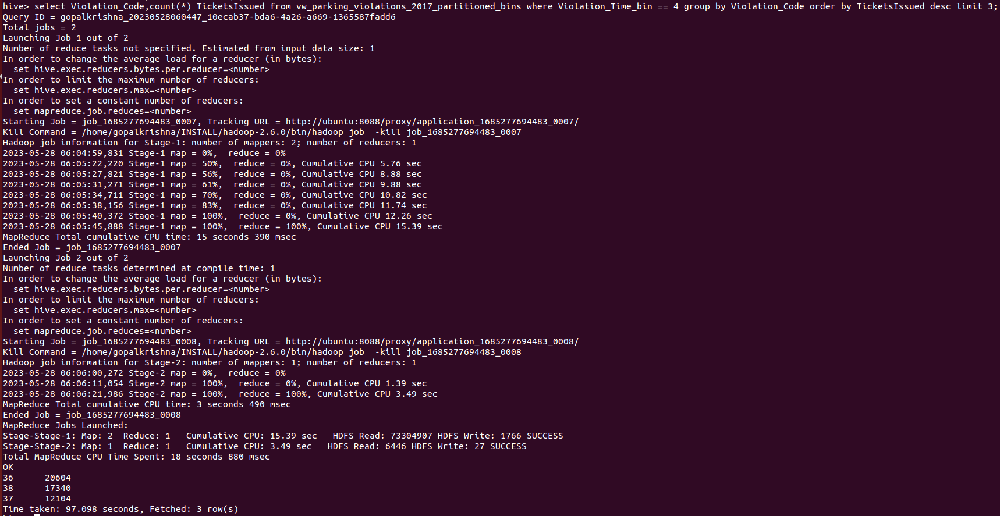 hive> select Violation_Code,count(*) TicketsIssued from vw_parking_violations_2017_partitioned_bins where Violation_Time_bin == 4 group by Violation_Code order by TicketsIssued desc limit 3;
Query ID = gopalkrishna_20230528060447_10ecab37-bda6-4a26-a669-1365587fadd6
Total jobs = 2
Launching Job 1 out of 2
Number of reduce tasks not specified. Estimated from input data size: 1
In order to change the average load for a reducer (in bytes):
  set hive.exec.reducers.bytes.per.reducer=<number>
In order to limit the maximum number of reducers:
  set hive.exec.reducers.max=<number>
In order to set a constant number of reducers:
  set mapreduce.job.reduces=<number>
Starting Job = job_1685277694483_0007, Tracking URL = http://ubuntu:8088/proxy/application_1685277694483_0007/
Kill Command = /home/gopalkrishna/INSTALL/hadoop-2.6.0/bin/hadoop job  -kill job_1685277694483_0007
Hadoop job information for Stage-1: number of mappers: 2; number of reducers: 1
2023-05-28 06:04:59,831 Stage-1 map = 0%,  reduce = 0%
2023-05-28 06:05:22,220 Stage-1 map = 50%,  reduce = 0%, Cumulative CPU 5.76 sec
2023-05-28 06:05:27,821 Stage-1 map = 56%,  reduce = 0%, Cumulative CPU 8.88 sec
2023-05-28 06:05:31,271 Stage-1 map = 61%,  reduce = 0%, Cumulative CPU 9.88 sec
2023-05-28 06:05:34,711 Stage-1 map = 70%,  reduce = 0%, Cumulative CPU 10.82 sec
2023-05-28 06:05:38,156 Stage-1 map = 83%,  reduce = 0%, Cumulative CPU 11.74 sec
2023-05-28 06:05:40,372 Stage-1 map = 100%,  reduce = 0%, Cumulative CPU 12.26 sec
2023-05-28 06:05:45,888 Stage-1 map = 100%,  reduce = 100%, Cumulative CPU 15.39 sec
MapReduce Total cumulative CPU time: 15 seconds 390 msec
Ended Job = job_1685277694483_0007
Launching Job 2 out of 2
Number of reduce tasks determined at compile time: 1
In order to change the average load for a reducer (in bytes):
  set hive.exec.reducers.bytes.per.reducer=<number>
In order to limit the maximum number of reducers:
  set hive.exec.reducers.max=<number>
In order to set a constant number of reducers:
  set mapreduce.job.reduces=<number>
Starting Job = job_1685277694483_0008, Tracking URL = http://ubuntu:8088/proxy/application_1685277694483_0008/
Kill Command = /home/gopalkrishna/INSTALL/hadoop-2.6.0/bin/hadoop job  -kill job_1685277694483_0008
Hadoop job information for Stage-2: number of mappers: 1; number of reducers: 1
2023-05-28 06:06:00,272 Stage-2 map = 0%,  reduce = 0%
2023-05-28 06:06:11,054 Stage-2 map = 100%,  reduce = 0%, Cumulative CPU 1.39 sec
2023-05-28 06:06:21,986 Stage-2 map = 100%,  reduce = 100%, Cumulative CPU 3.49 sec
MapReduce Total cumulative CPU time: 3 seconds 490 msec
Ended Job = job_1685277694483_0008
MapReduce Jobs Launched:
Stage-Stage-1: Map: 2  Reduce: 1   Cumulative CPU: 15.39 sec   HDFS Read: 73304907 HDFS Write: 1766 SUCCESS
Stage-Stage-2: Map: 1  Reduce: 1   Cumulative CPU: 3.49 sec   HDFS Read: 6446 HDFS Write: 27 SUCCESS
Total MapReduce CPU Time Spent: 18 seconds 880 msec
OK
36      20604
38      17340
37      12104
Time taken: 97.098 seconds, Fetched: 3 row(s)